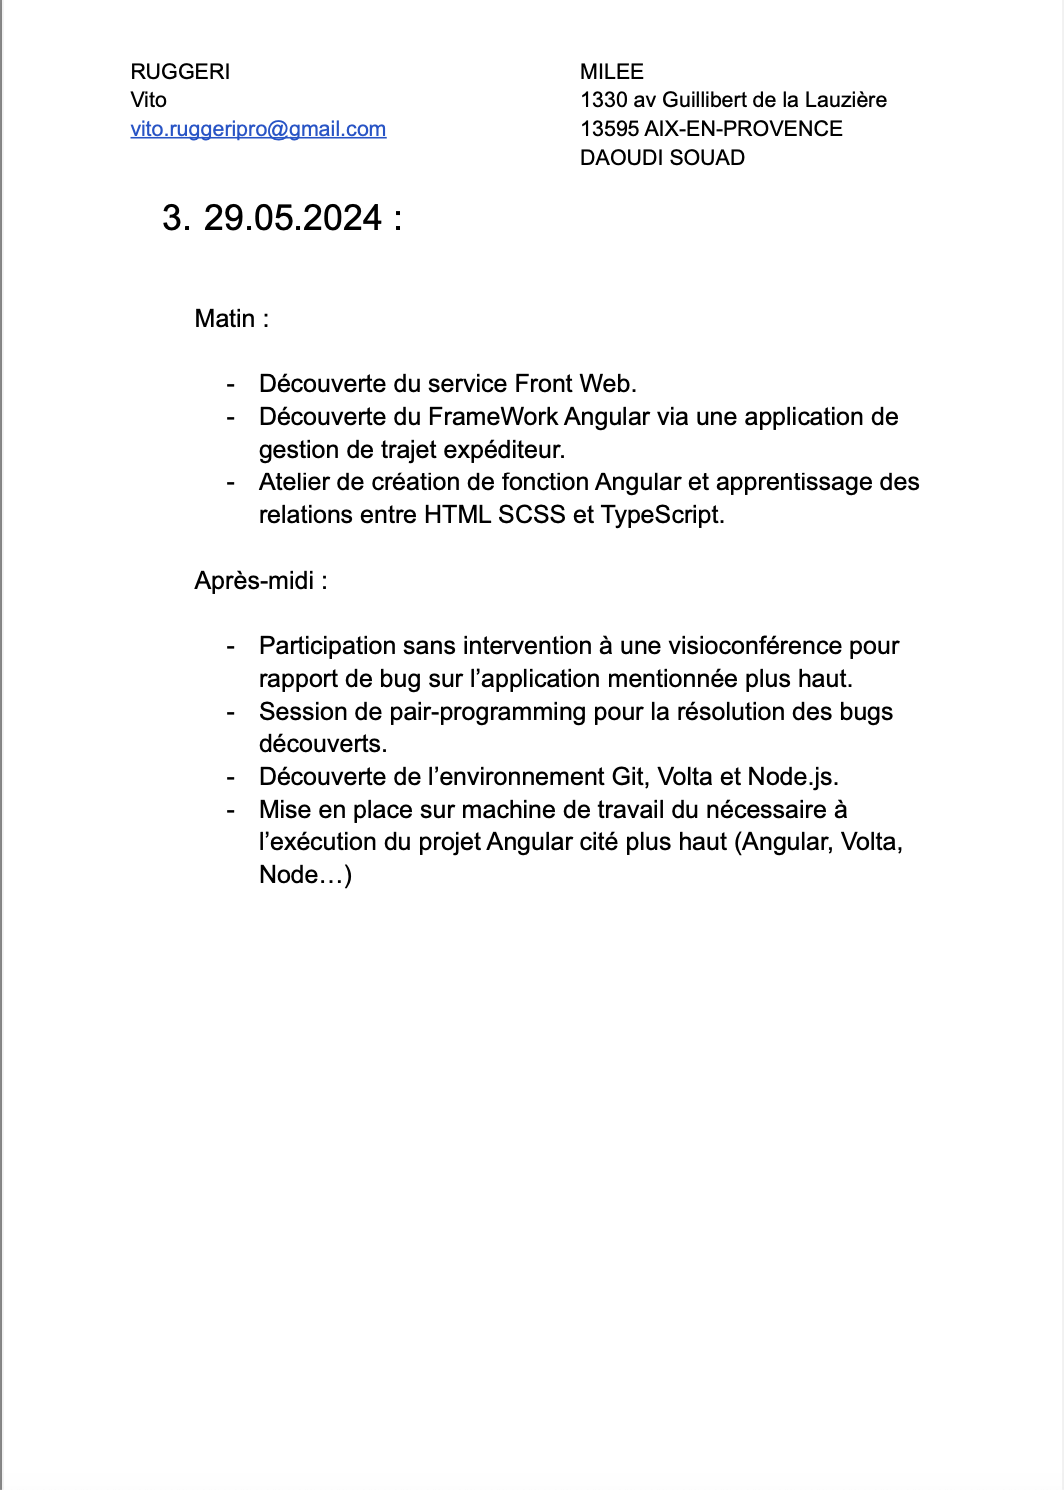 RUGGERI
Vito
vito.ruggeripro@gmail.com
MILEE
1330 av Guillibert de la Lauzière
13595 AIX-EN-PROVENCE
DAOUDI SOUAD
3. 29.05.2024 :
Matin :
- Découverte du service Front Web.
- Découverte du FrameWork Angular via une application de
gestion de trajet expéditeur.
- Atelier de création de fonction Angular et apprentissage des
relations entre HTML SCSS et TypeScript.
Après-midi :
- Participation sans intervention à une visioconférence pour
rapport de bug sur l’application mentionnée plus haut.
- Session de pair-programming pour la résolution des bugs
découverts.
- Découverte de l’environnement Git, Volta et Node.js.
- Mise en place sur machine de travail du nécessaire à
l’exécution du projet Angular cité plus haut (Angular, Volta,
Node…)